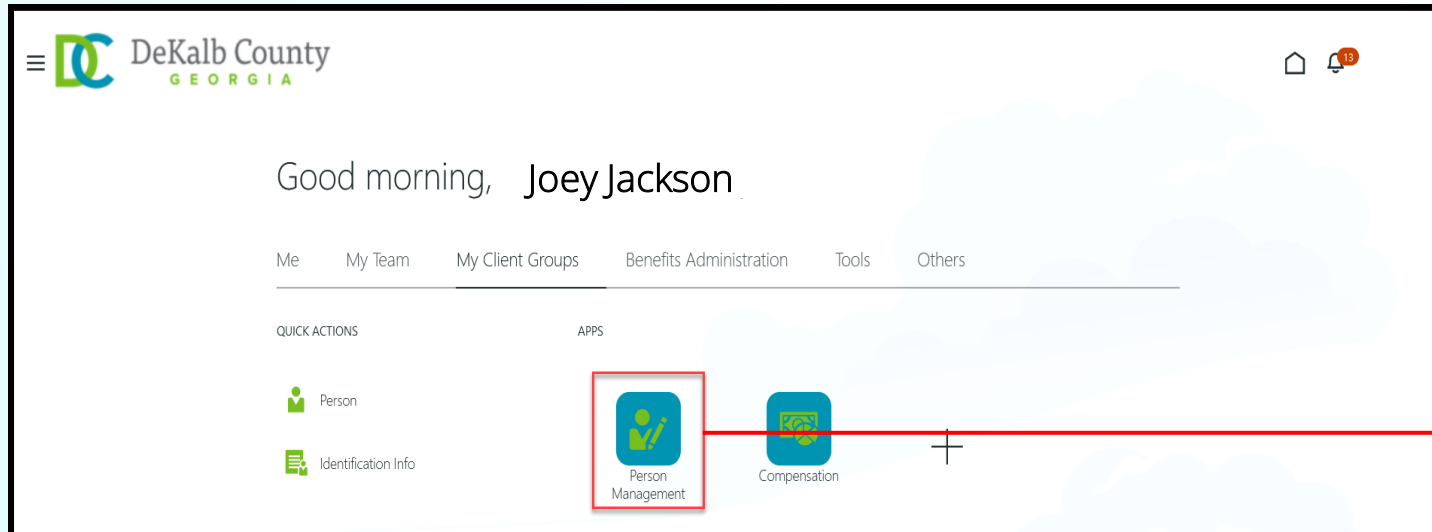 DeKalb County
GEORGIA
13
Good morning, Joey Jackson
Me My Team My Client Groups Benefits Administration Tools Others
QUICK ACTIONS APPS
Person
Identification Info
Person
Management
Compensation